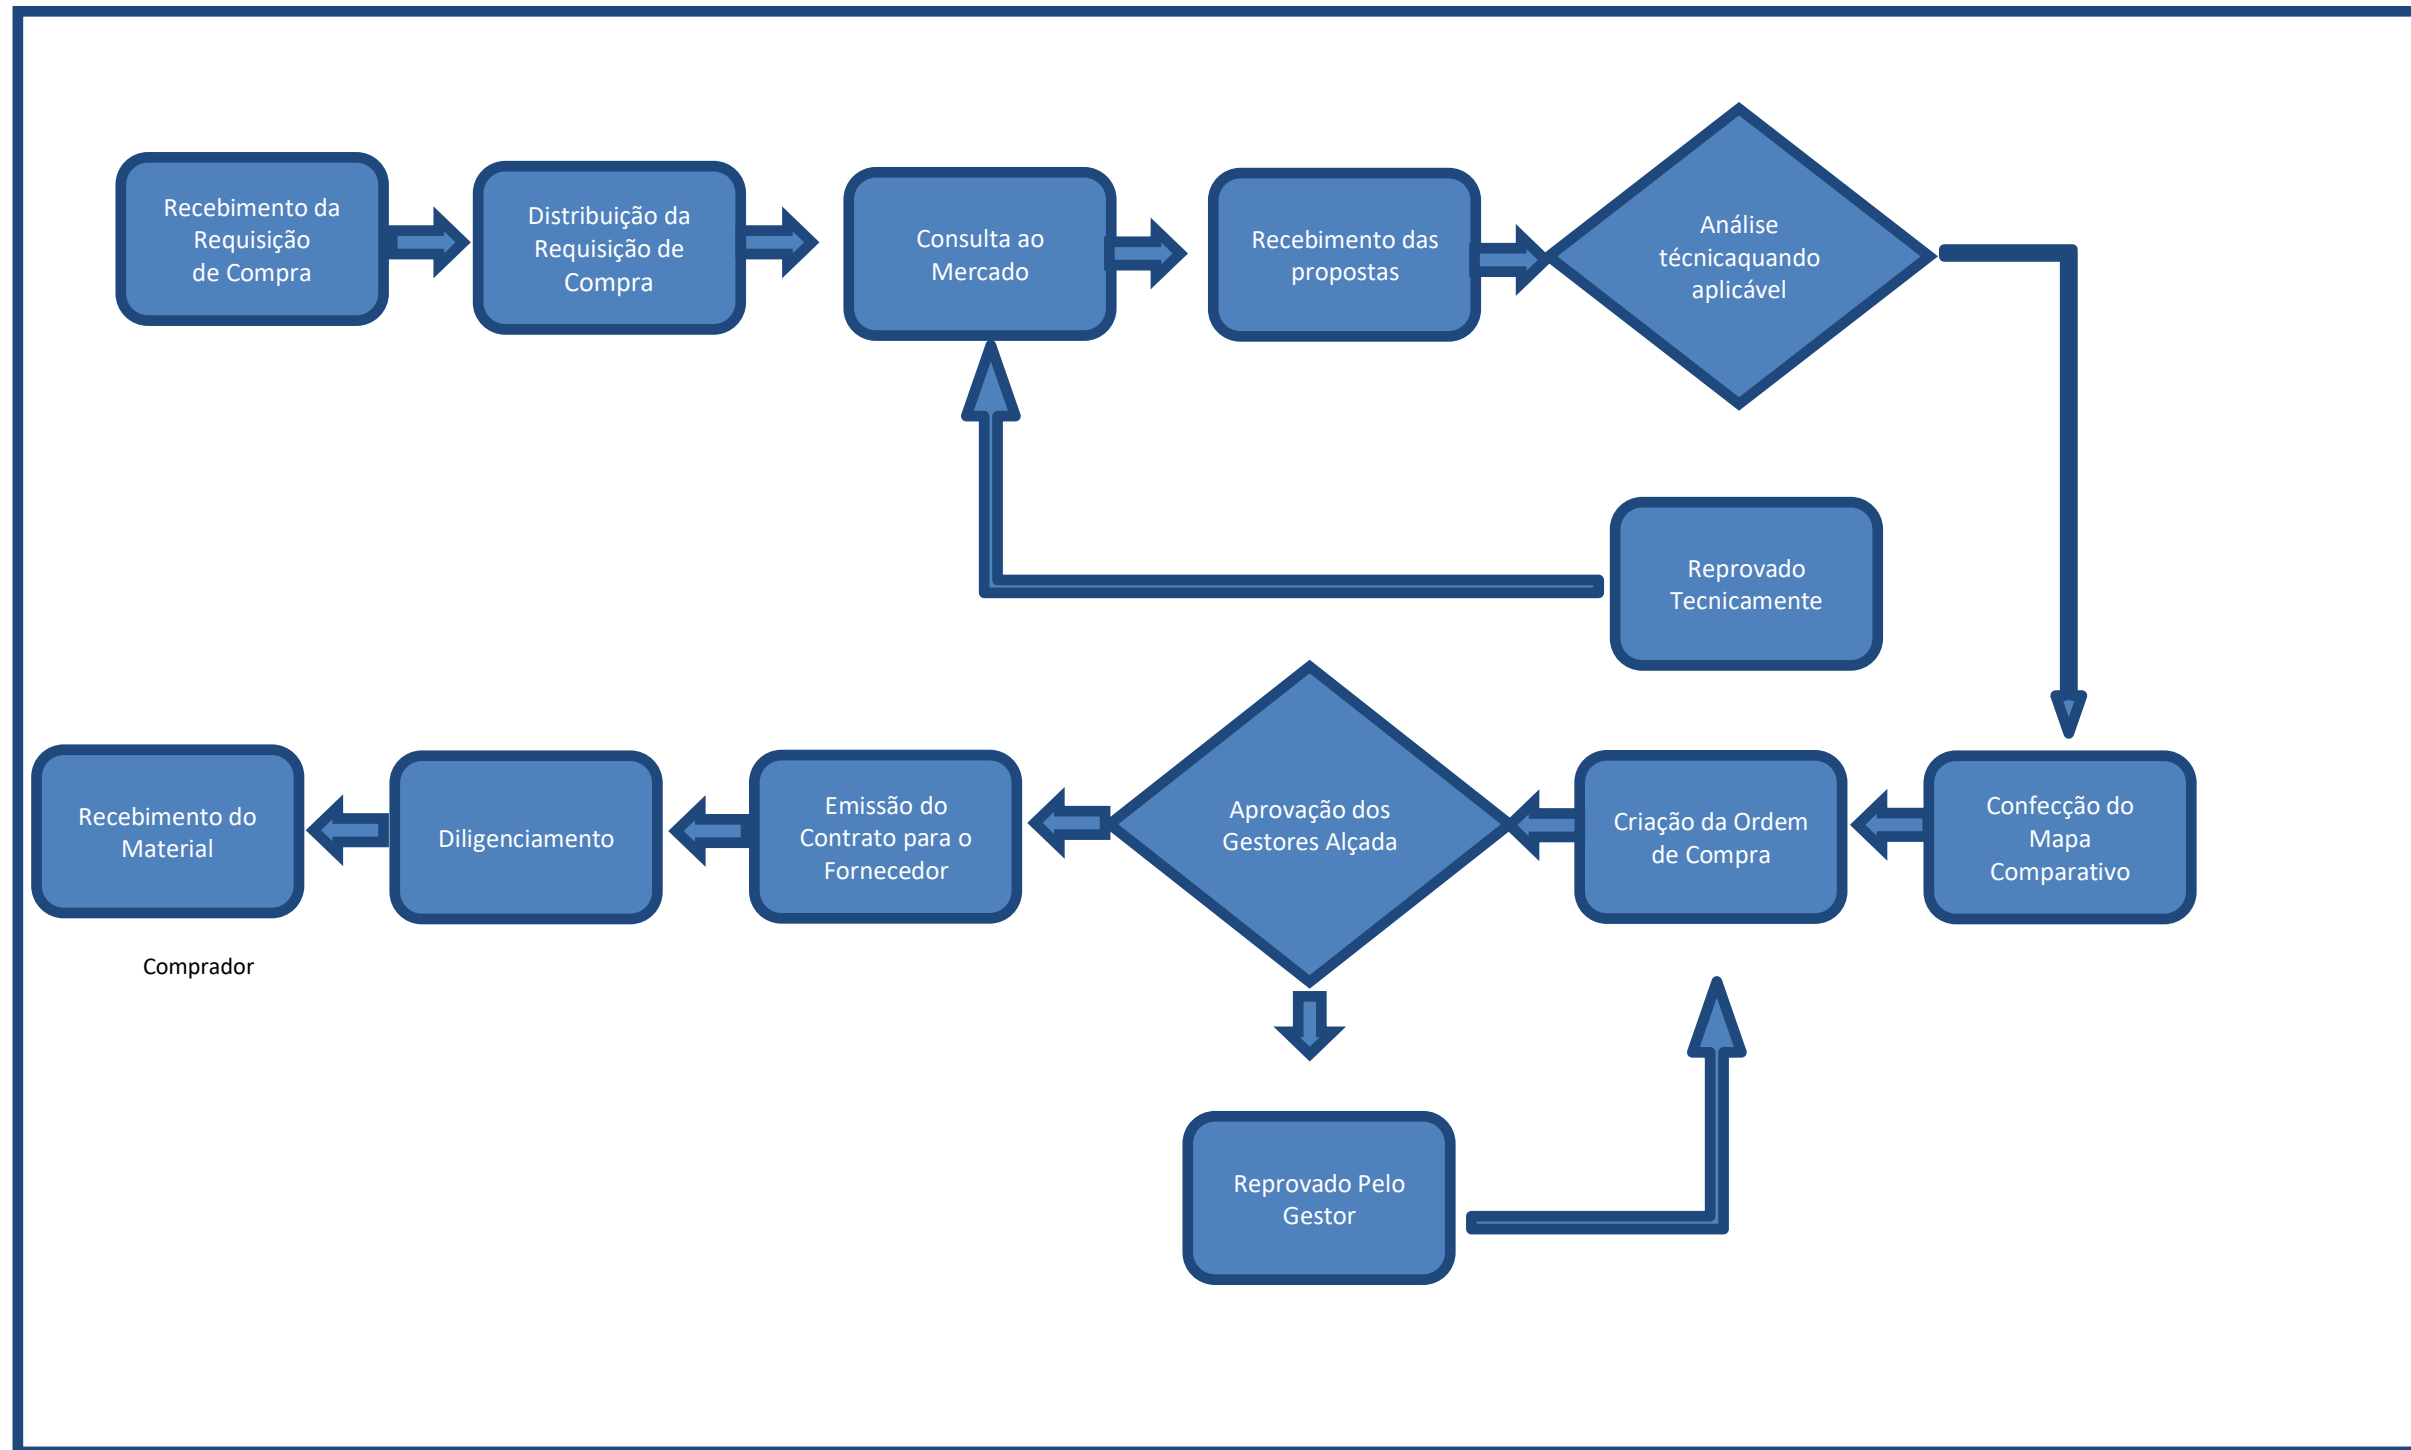 Recebimento da
Requisição
de Compra
Distribuição da
Requisição de
Compra
Consulta ao
Mercado
Recebimento das
propostas
Análise
técnicaquando
aplicável
Reprovado
Tecnicamente
Recebimento do
Material
Diligenciamento
Emissão do
Contrato para o
Fornecedor
Aprovação dos
Gestores Alçada
Criação da Ordem
de Compra
Confecção do
Mapa
Comparativo
Comprador
Reprovado Pelo
Gestor